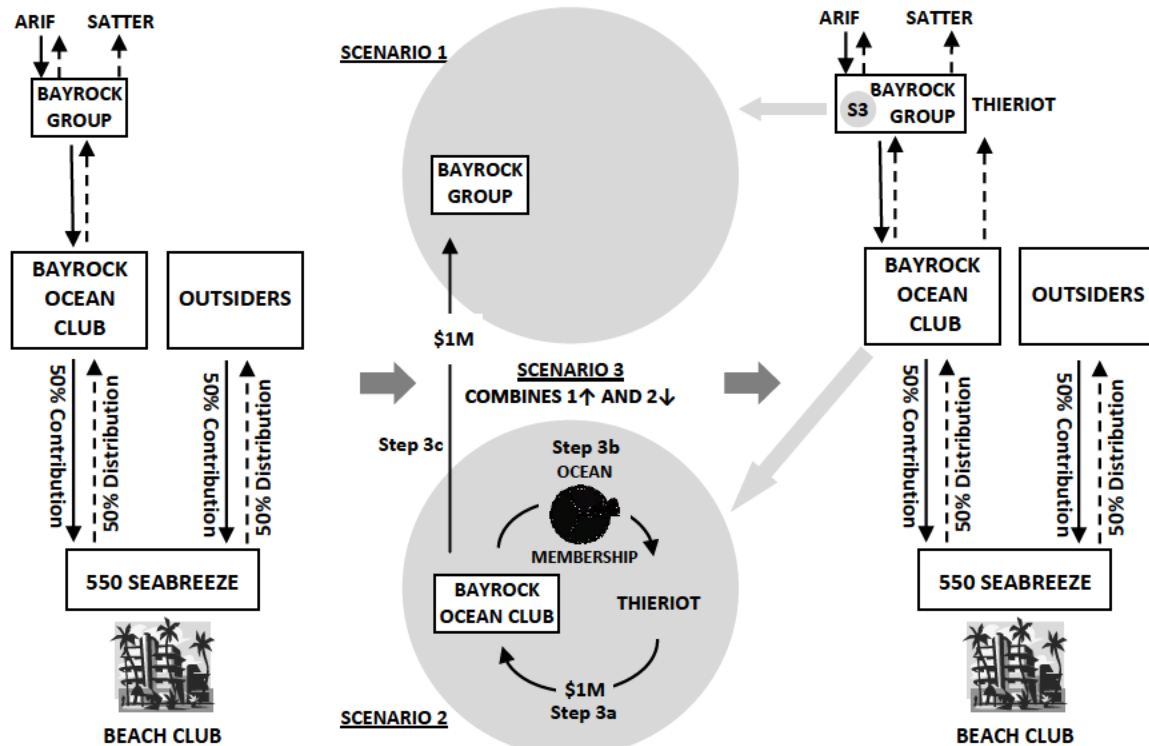 ARIF
SATTER
BAYROCK
GROUP
BAYROCK
OCEAN
CLUB
OUTSIDERS
50% Contribution
50% Distribution
50% Contribution
50% Distribution
550 SEABREEZE
BEACH CLUB
SCENARIO 1
BAYROCK
GROUP
$1M
SCENARIO 3
COMBINES 1↑ AND 2↓
Step 3c
Step 3b
OCEAN
MEMBERSHIP
BAYROCK
OCEAN CLUB
THIERIOT
$1M
Step 3a
SCENARIO 2
ARIF
SATTER
S3
BAYROCK
GROUP
THIERIOT
BAYROCK
OCEAN
CLUB
OUTSIDERS
50% Contribution
50% Distribution
50% Contribution
50% Distribution
550 SEABREEZE
BEACH CLUB